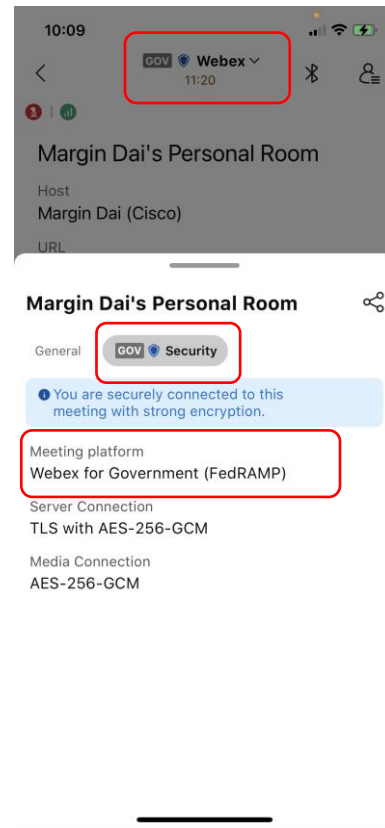 10:09
GOV Webex
11:20
Margin Dai's Personal Room
Host
Margin Dai (Cisco)
URL
Margin Dai's Personal Room
General
GOV Security
You are securely connected to this
meeting with strong encryption.
Meeting platform
Webex for Government (FedRAMP)
Server Connection
TLS with AES-256-GCM
Media Connection
AES-256-GCM